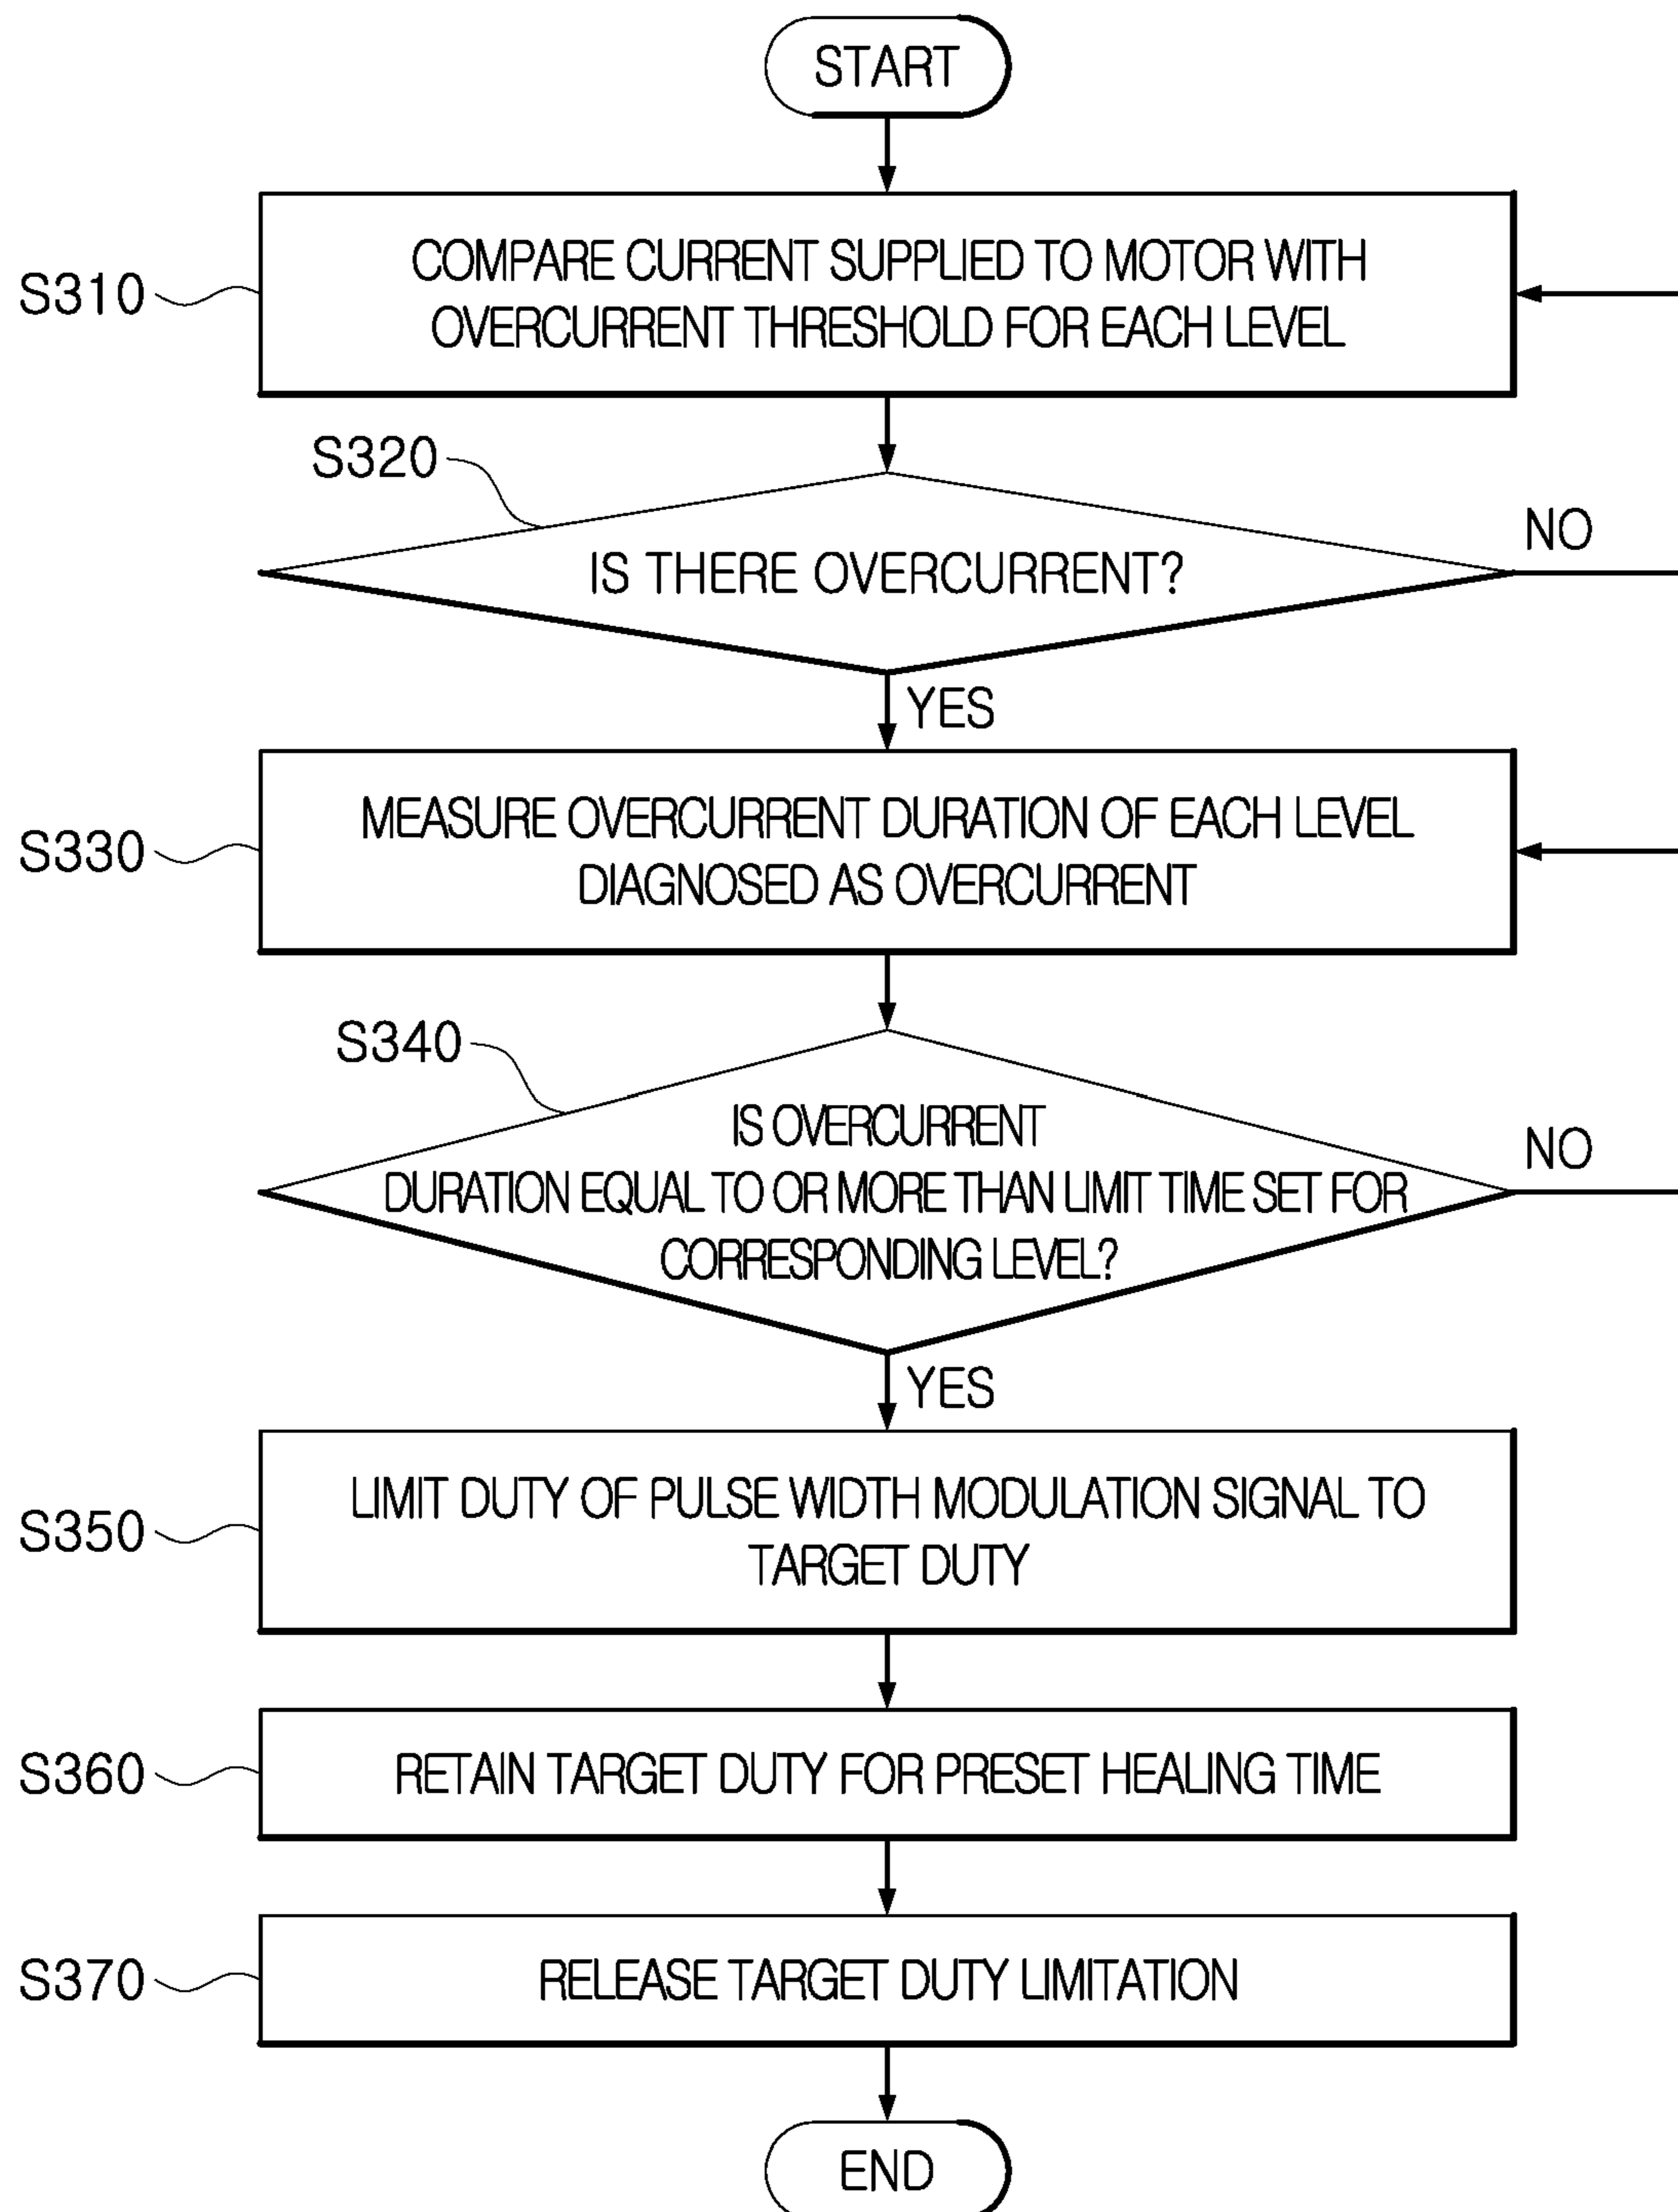 START
S310
COMPARE CURRENT SUPPLIED TO MOTOR WITH
OVERCURRENT THRESHOLD FOR EACH LEVEL
S320
IS THERE OVERCURRENT?
NO
YES
S330
MEASURE OVERCURRENT DURATION OF EACH LEVEL
DIAGNOSED AS OVERCURRENT
S340
IS OVERCURRENT
DURATION EQUAL TO OR MORE THAN LIMIT TIME SET FOR
CORRESPONDING LEVEL?
NO
YES
S350
LIMIT DUTY OF PULSE WIDTH MODULATION SIGNAL TO
TARGET DUTY
S360
RETAIN TARGET DUTY FOR PRESET HEALING TIME
S370
RELEASE TARGET DUTY LIMITATION
END